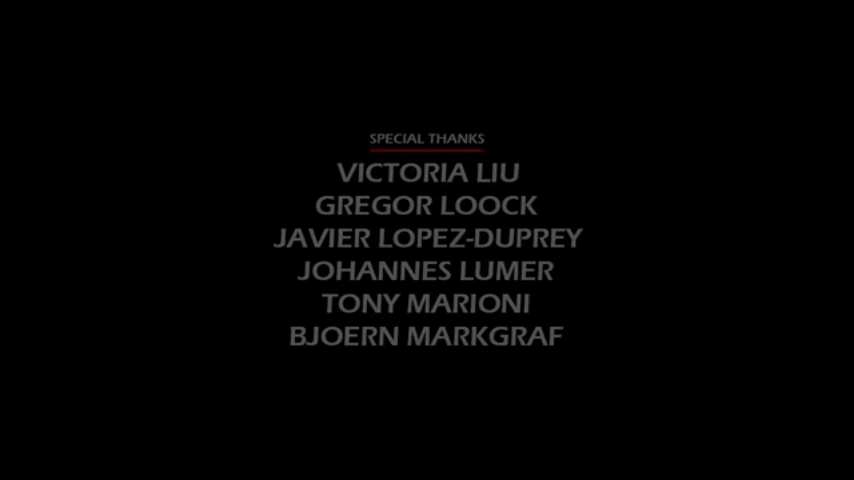 SPECIAL THANKS
VICTORIA LIU
GREGOR LOOCK
JAVIER LOPEZ-DUPREY
JOHANNES LUMER
TONY MARIONI
BJOERN MARKGRAF